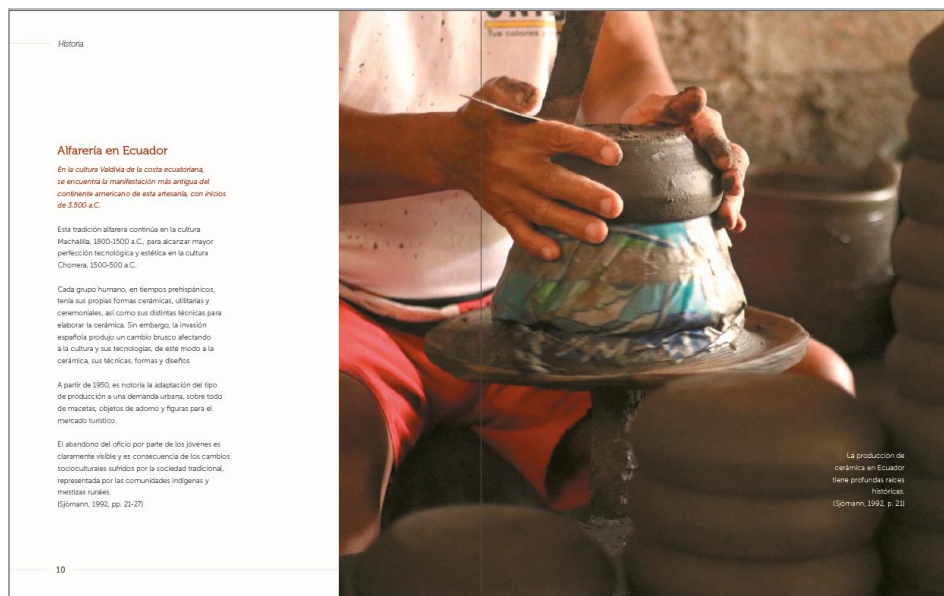 Historia
Alfarería en Ecuador
En la cultura Valdivia de la costa ecuatoriana,
se encuentra la manifestación más antigua del
continente americano de esta artesanía, con inicios
de 3.500 a.C.
Esta tradición alfarera continúa en la cultura
Machalilla, 1800-1500 a.C., para alcanzar mayor
perfección tecnológica y estética en la cultura
Chorrera, 1500-500 a.C.
Cada grupo humano, en tiempos prehispánicos,
tenía sus propias formas cerámicas, utilitarias y
ceremoniales, así como sus distintas técnicas para
elaborar la cerámica. Sin embargo, la invasión
española produjo un cambio brusco afectando
a la cultura y sus tecnologías, de este modo a la
cerámica, sus técnicas, formas y diseños
A partir de 1950, es notoria la adaptación del tipo
de producción a una demanda urbana, sobre todo
de macetas, objetos de adorno y figuras para el
mercado turístico.
El abandono del oficio por parte de los jóvenes es
claramente visible y es consecuencia de los cambios
socioculturales sufridos por la sociedad tradicional,
representada por las comunidades indígenas y
mestizas rurales.
(Sjömann, 1992, pp. 21-27)
10
Tus colores
La producción de
cerámica en Ecuador
tiene profundas raíces
históricas.
(Sjömann, 1992, p. 21)